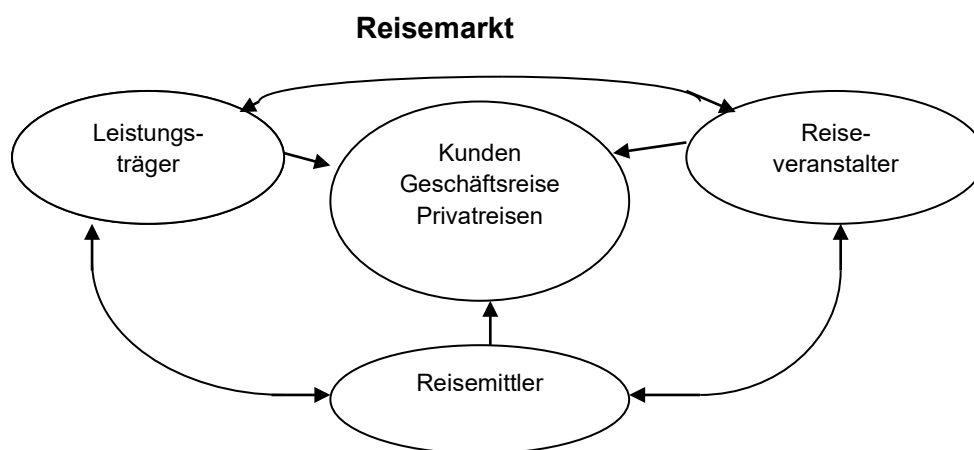 Reisemarkt
Leistungs-
träger
Kunden
Geschäftsreise
Privatreisen
Reise-
veranstalter
Reisemittler